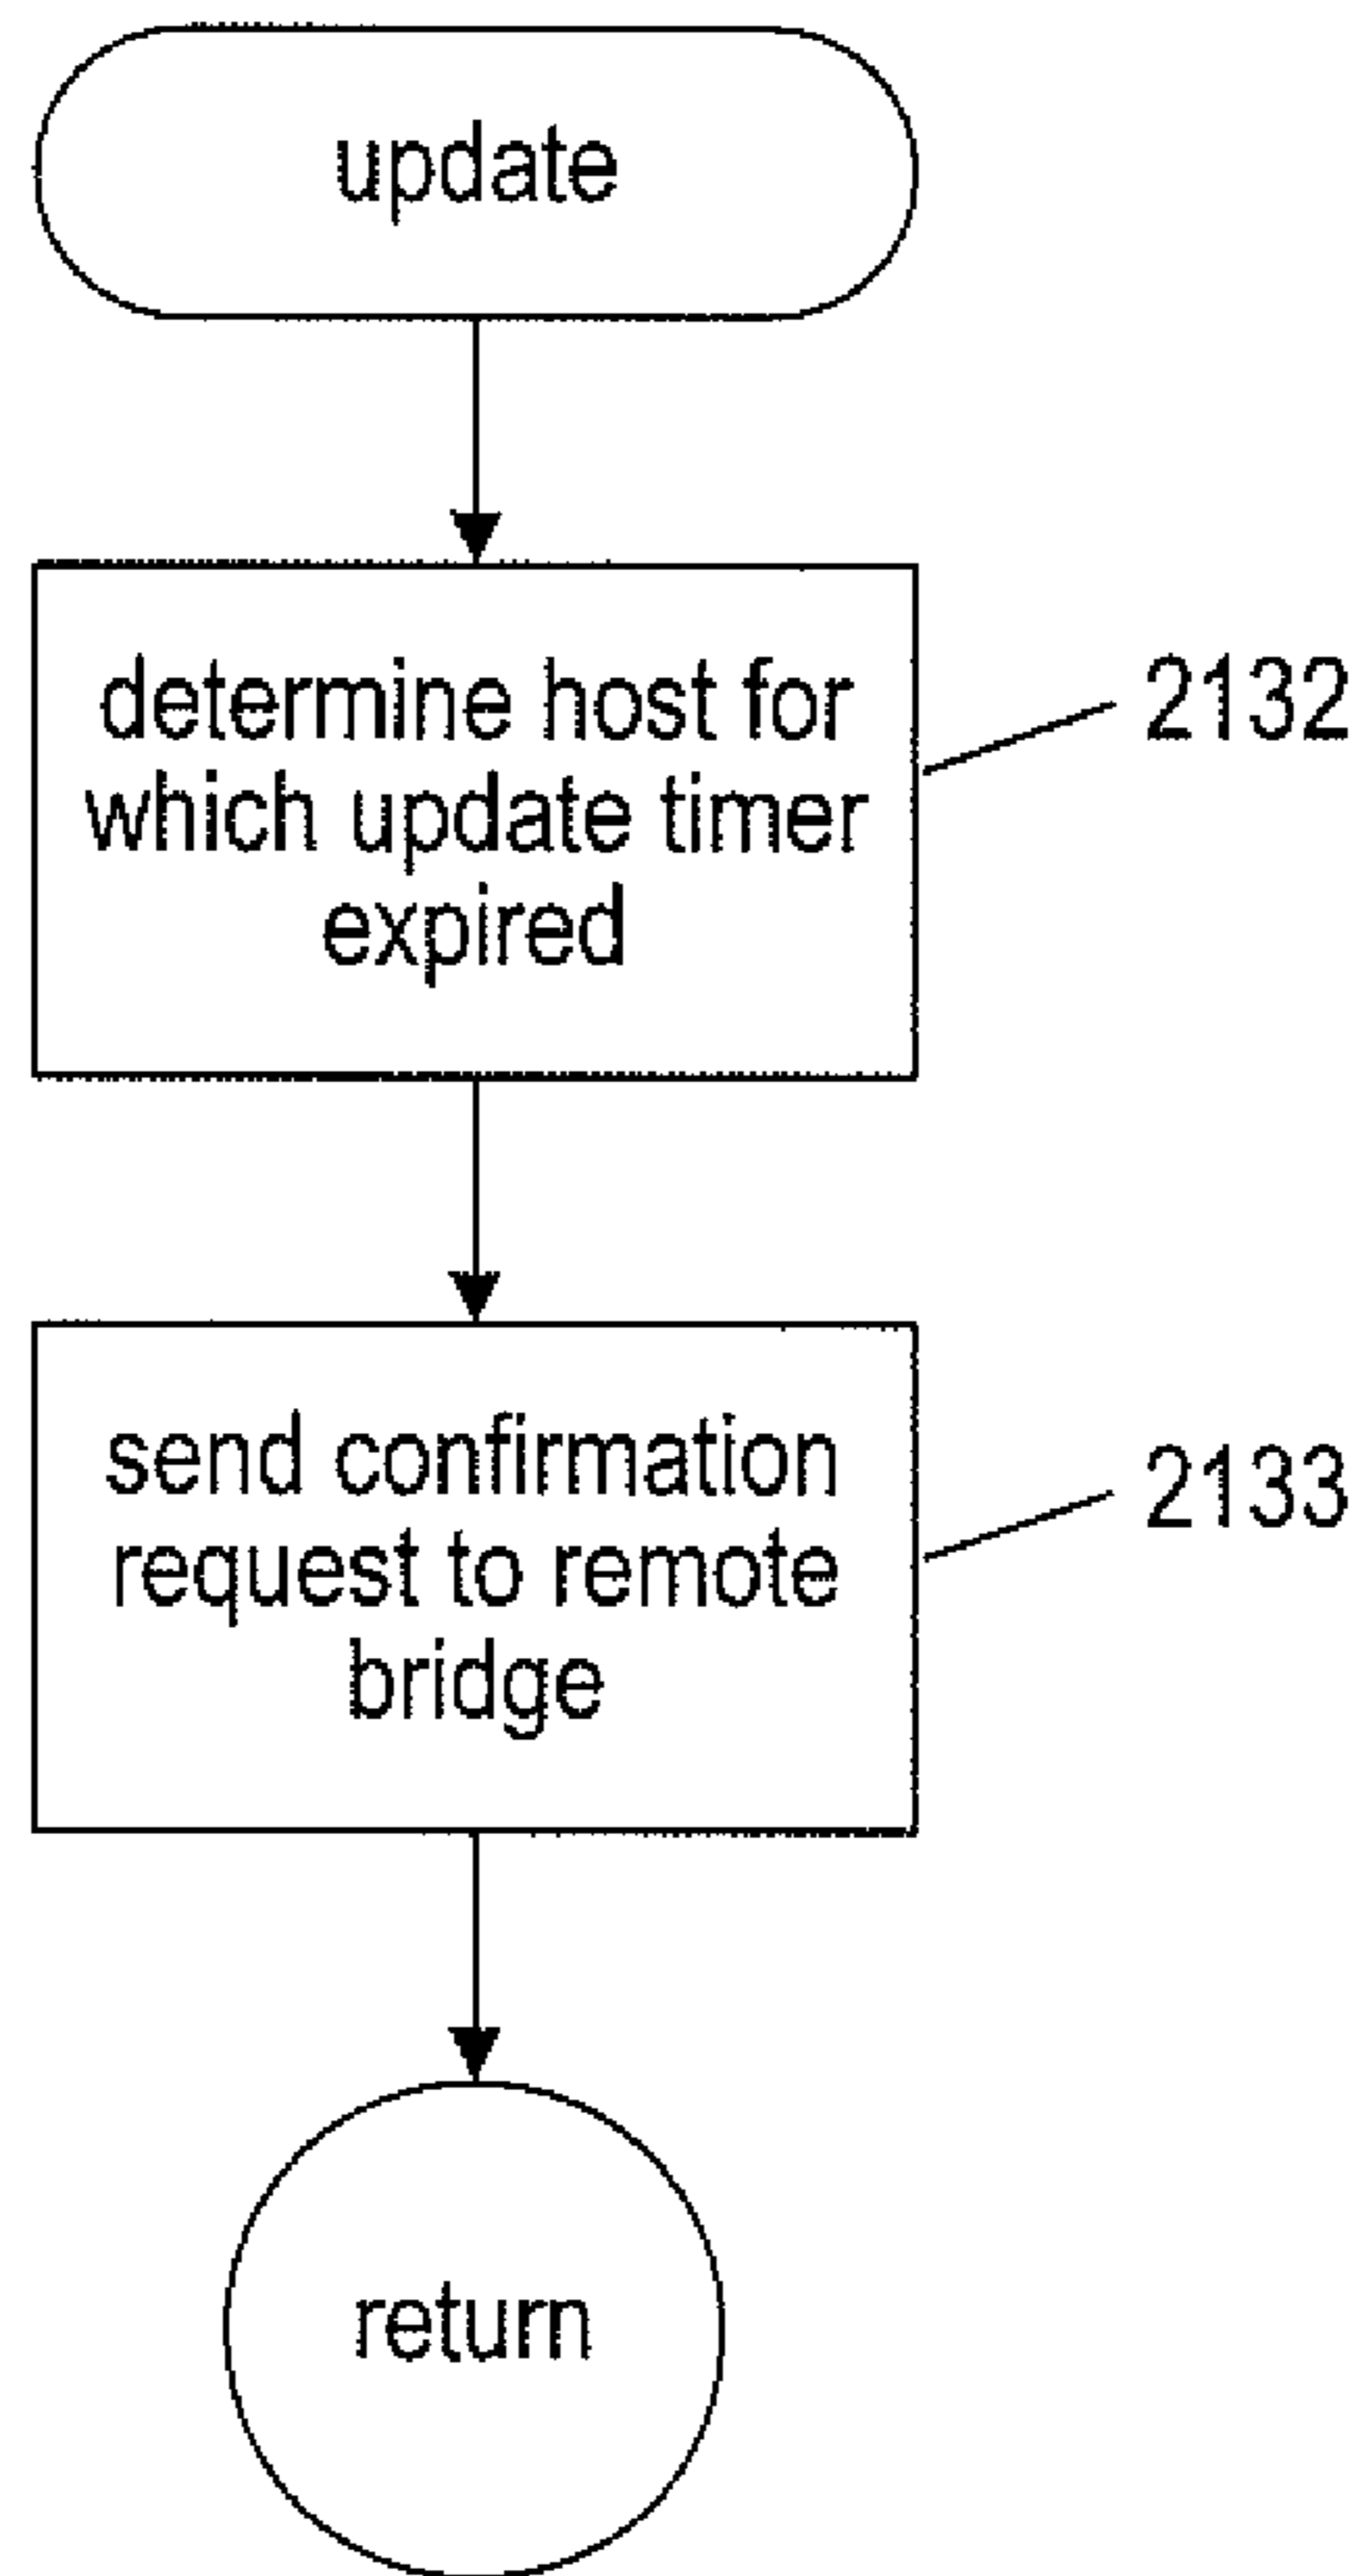 update
determine host for
which update timer
expired
2132
send confirmation
request to remote
bridge
2133
return